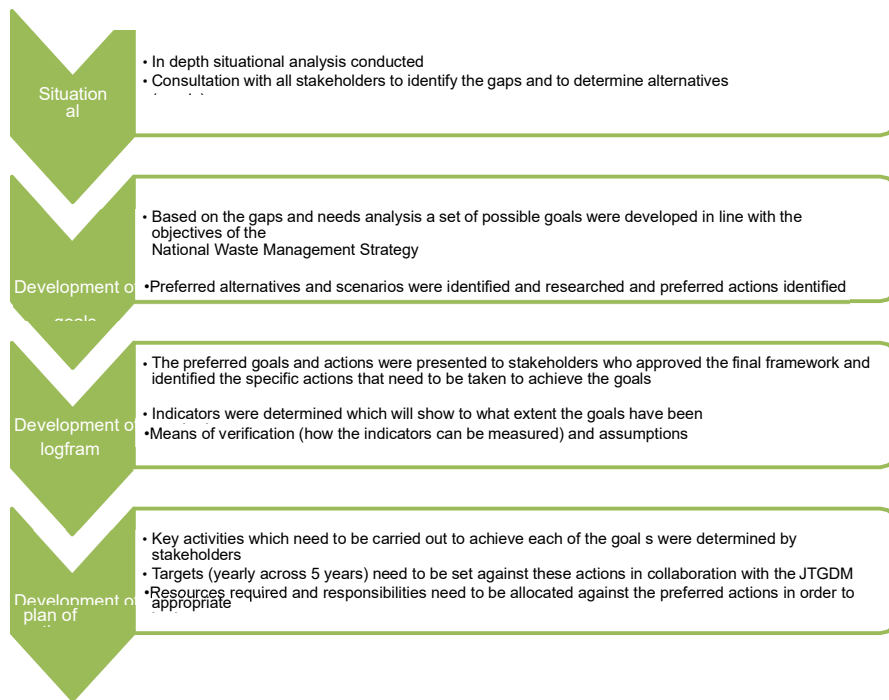 Situation
al
• In depth situational analysis conducted
• Consultation with all stakeholders to identify the gaps and to determine alternatives
Development of
• Based on the gaps and needs analysis a set of possible goals were developed in line with the
objectives of the
National Waste Management Strategy
•Preferred alternatives and scenarios were identified and researched and preferred actions identified
Development of
logfram
• The preferred goals and actions were presented to stakeholders who approved the final framework and
identified the specific actions that need to be taken to achieve the goals
• Indicators were determined which will show to what extent the goals have been
•Means of verification (how the indicators can be measured) and assumptions
Development of
plan of
• Key activities which need to be carried out to achieve each of the goal s were determined by
stakeholders
• Targets (yearly across 5 years) need to be set against these actions in collaboration with the JTGDM
•Resources required and responsibilities need to be allocated against the preferred actions in order to
appropriate